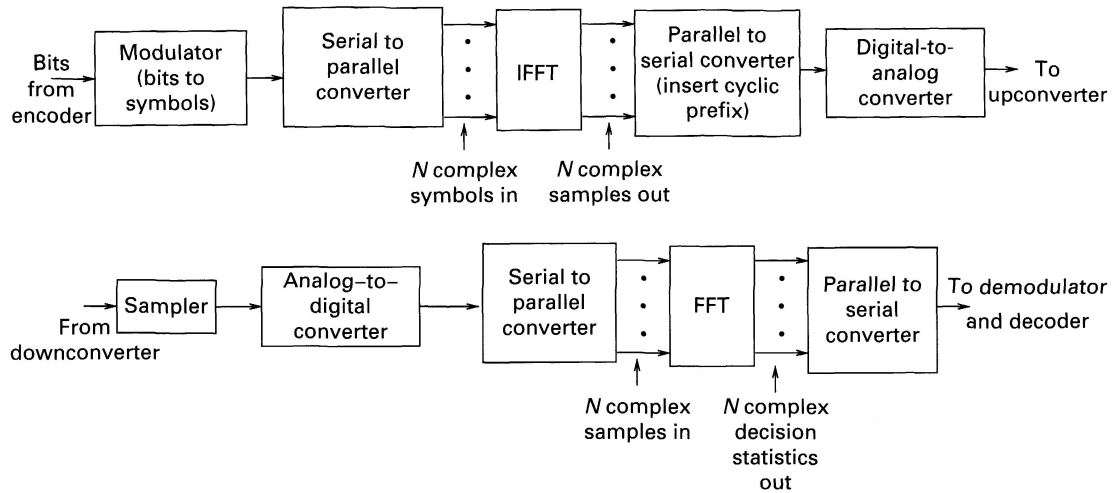 Bits
from
encoder
Modulator
(bits to
symbols)
Serial to
parallel
converter
IFFT
Parallel to
serial converter
(insert cyclic
prefix)
Digital-to-
analog
converter
To
upconverter
N complex
symbols in
N complex
samples out
From
downconverter
Sampler
Analog–to–
digital
converter
Serial to
parallel
converter
FFT
Parallel to
serial
converter
To demodulator
and decoder
N complex
samples in
N complex
decision
statistics
out